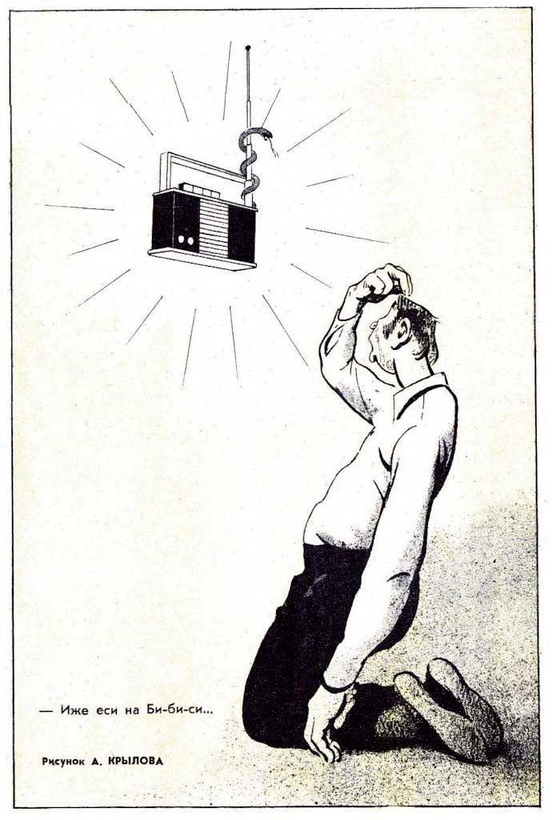 — Иже еси на Би-би-си...
Рисунок А. КРЫЛОВА